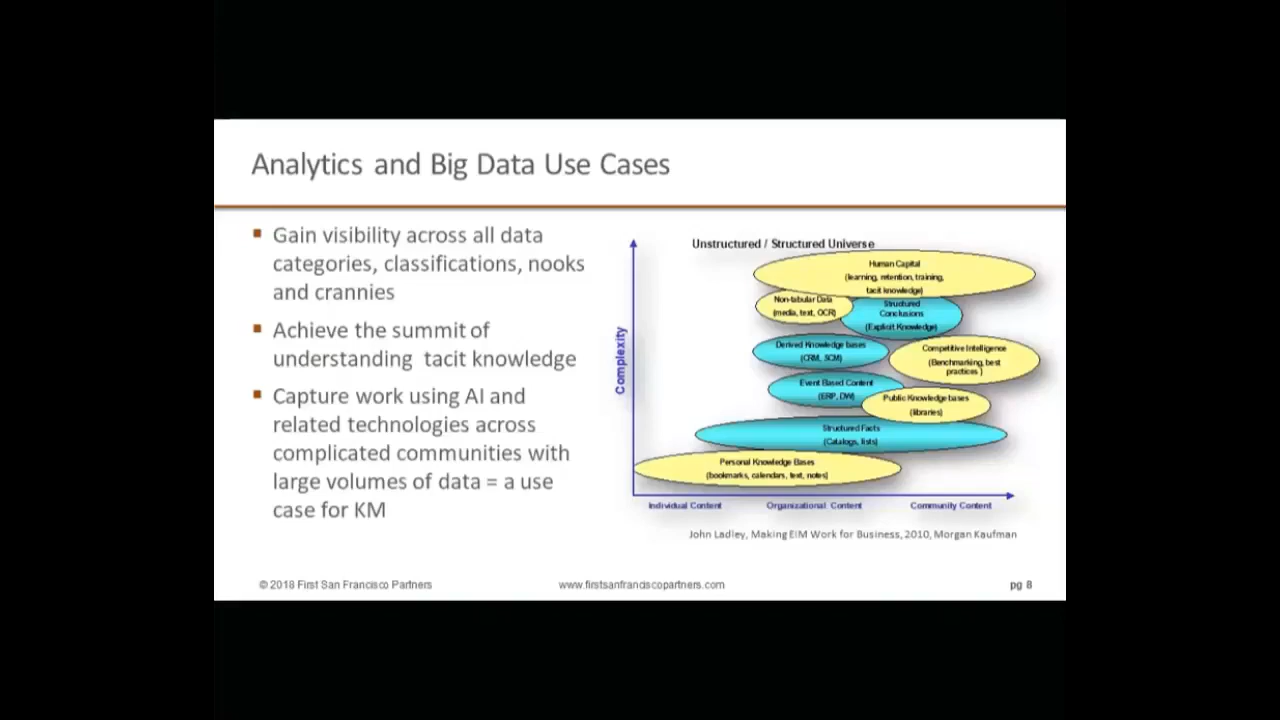 Analytics and Big Data Use Cases
Gain visibility across all data
categories, classifications, nooks
and crannies
Achieve the summit of
understanding tacit knowledge
Capture work using AI and
related technologies across
complicated communities with
large volumes of data = a use
case for KM
Unstructured / Structured Universe
Complexity
Human Capital
(learning, retention, training,
tacit knowledge)
Non-tabular Data
(media, text, OCR)
Structured
Conclusions
(Explicit Knowledge)
Derived Knowledge bases
(CRM, SCM)
Competitive Intelligence
(Benchmarking, best
practices )
Event Based Content
(ERP, DW)
Public Knowledge bases
(libraries)
Structured Facts
(Catalogs, lists)
Personal Knowledge Bases
(bookmarks, calendars, text, notes)
Individual Content
Organizational Content
Community Content
John Ladley, Making EIM Work for Business, 2010, Morgan Kaufman
© 2018 First San Francisco Partners
www.firstsanfranciscopartners.com
pg 8